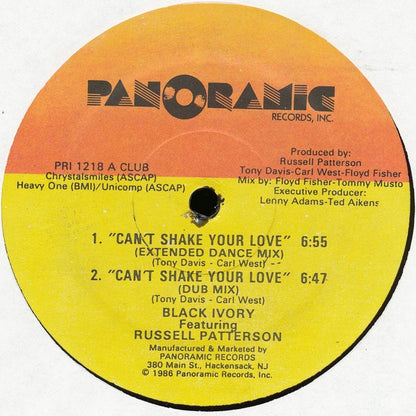 PANORAMIC
RECORDS, INC.
PRI 1218 A CLUB
Chrystalsmiles (ASCAP)
Heavy One (BMI)/Unicomp (ASCAP)
Produced by:
Russell Patterson
Tony Davis-Carl West-Floyd Fisher
Mix by: Floyd Fisher-Tommy Musto
Executive Producer:
Lenny Adams-Ted Aikens
1. "CAN'T SHAKE YOUR LOVE" 6:55
(EXTENDED DANCE MIX)
(Tony Davis - Carl West)
2. "CAN'T SHAKE YOUR LOVE" 6:47
(DUB MIX)
(Tony Davis - Carl West)
BLACK IVORY
Featuring
RUSSELL PATTERSON
Manufactured & Marketed by
PANORAMIC RECORDS
380 Main St., Hackensack, NJ
© 1986 Panoramic Records, Inc.